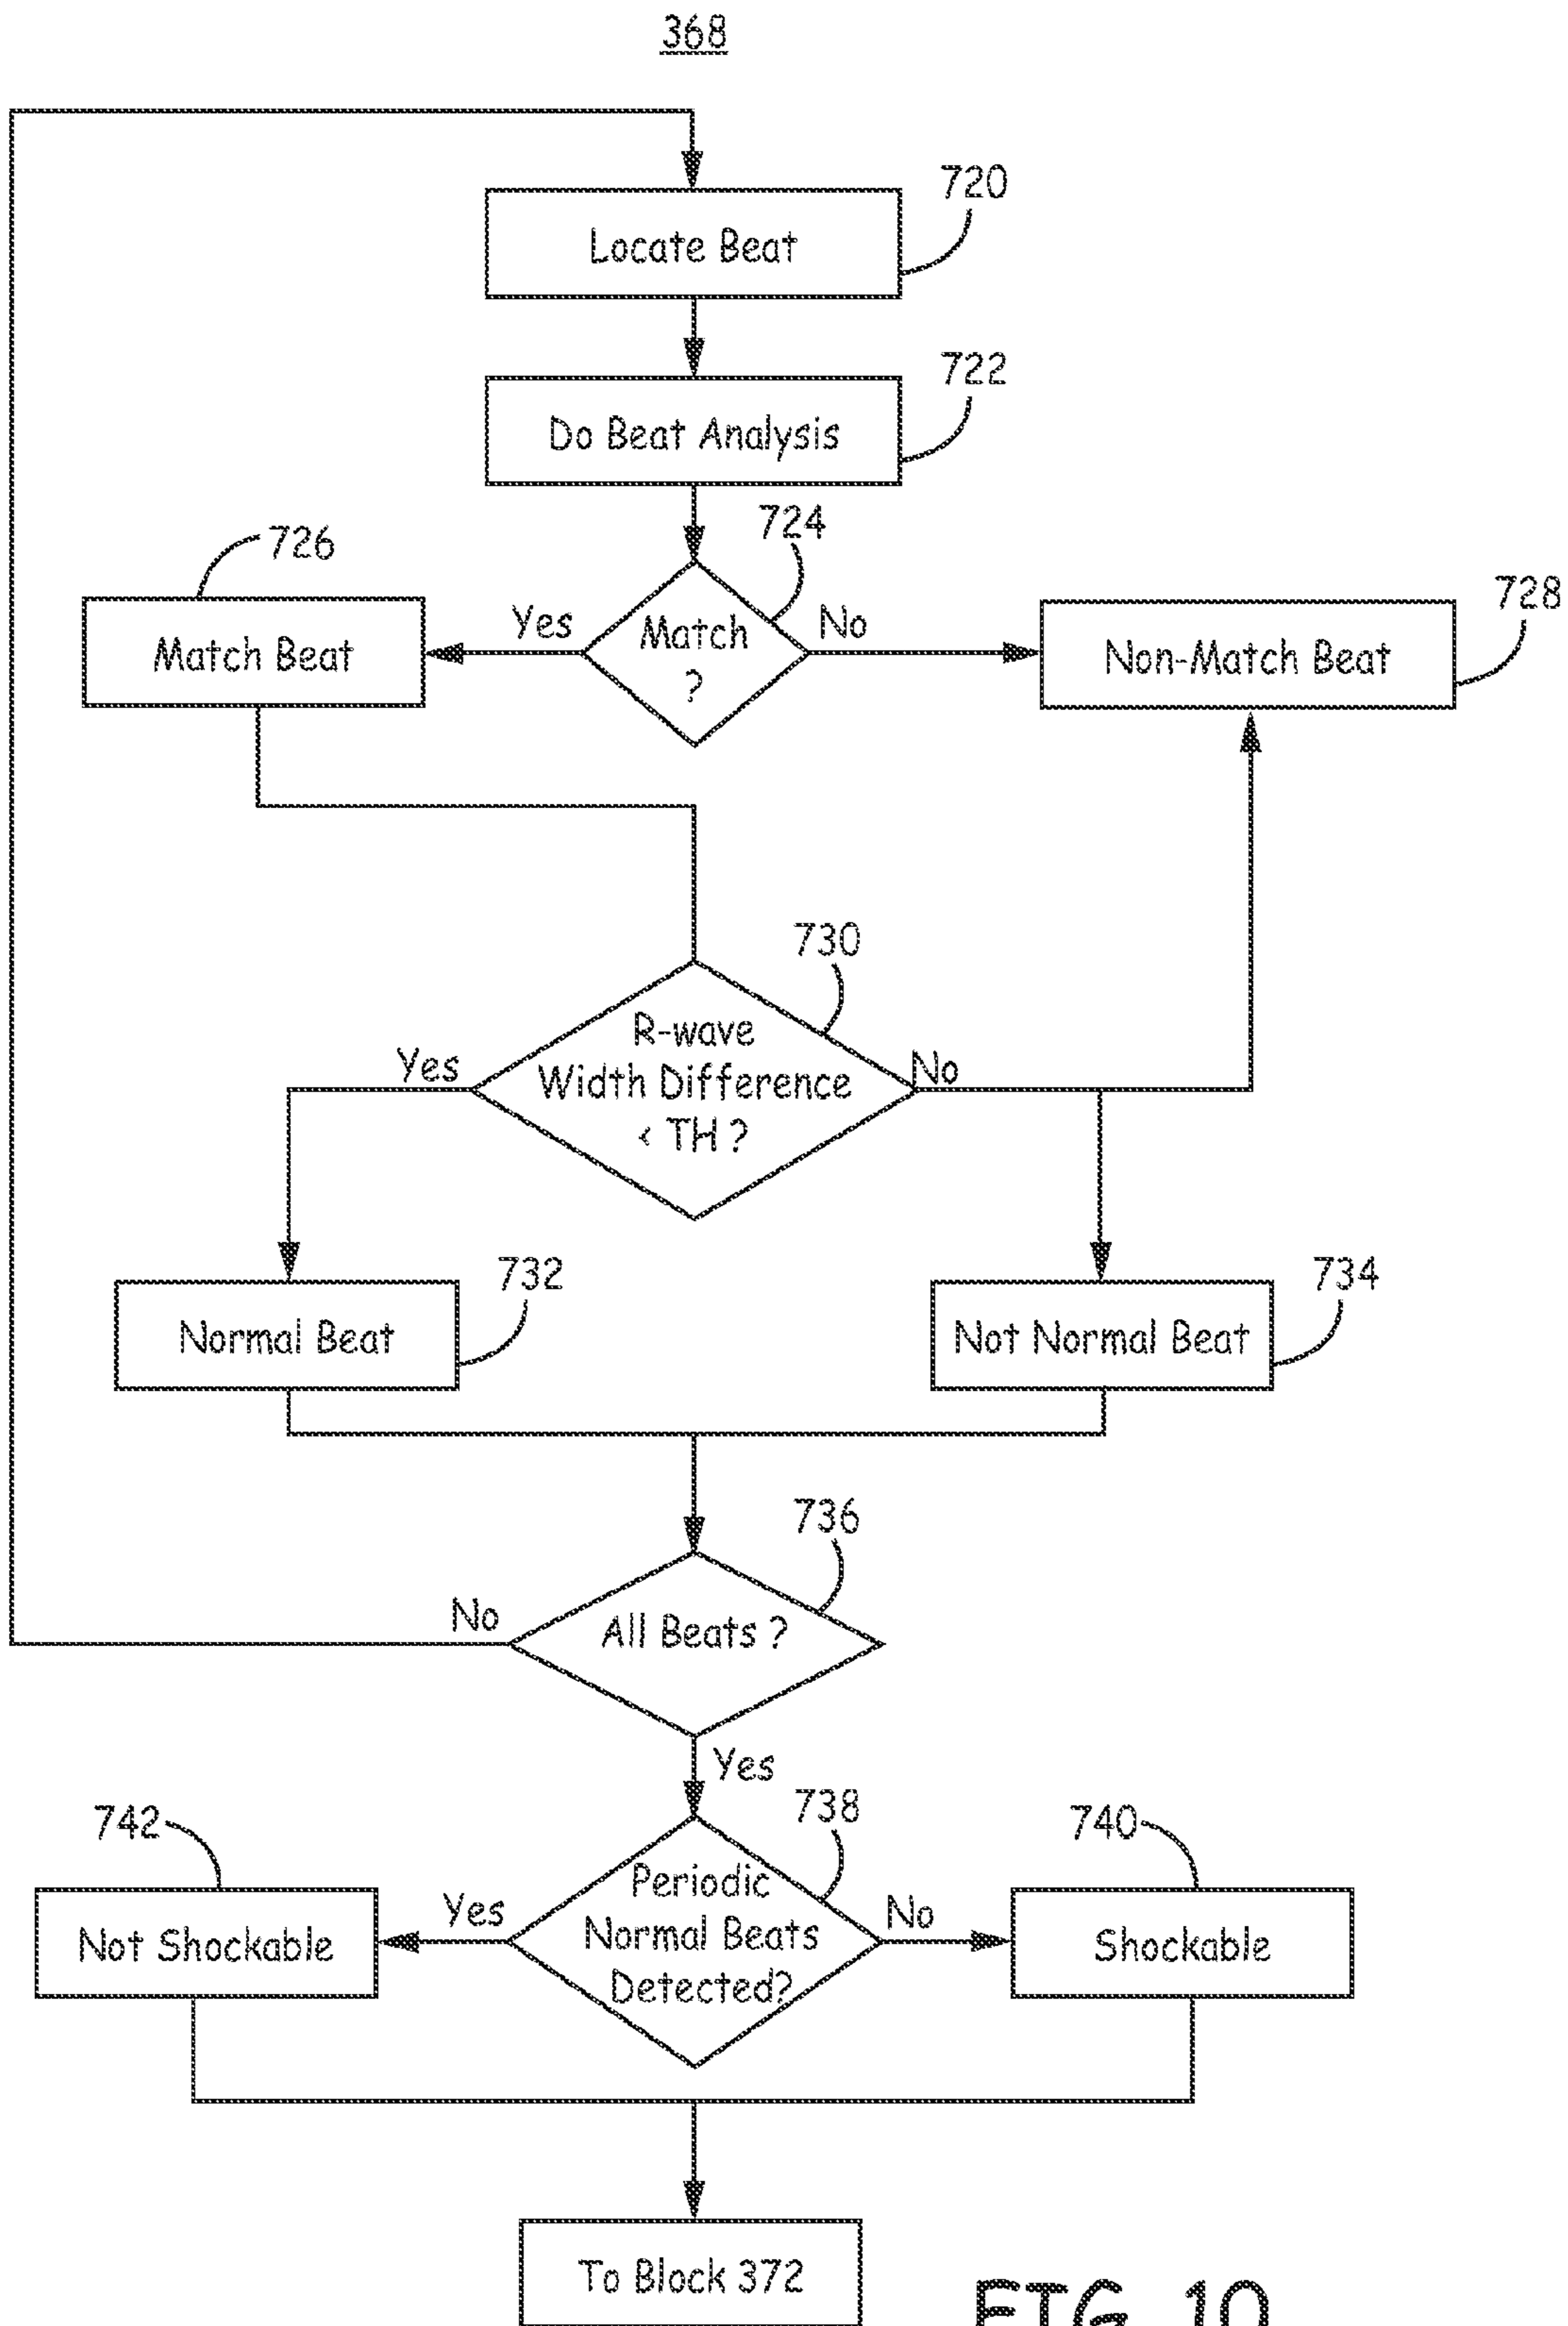 368
720
Locate Beat
722
Do Beat Analysis
724
726
728
Yes
Match
?
No
Match Beat
Non-Match Beat
730
R-wave
Width Difference
< TH ?
Yes
No
732
734
Normal Beat
Not Normal Beat
736
No
All Beats ?
Yes
738
742
740
Periodic
Normal Beats
Detected?
Yes
No
Not Shockable
Shockable
To Block 372
FIG. 10